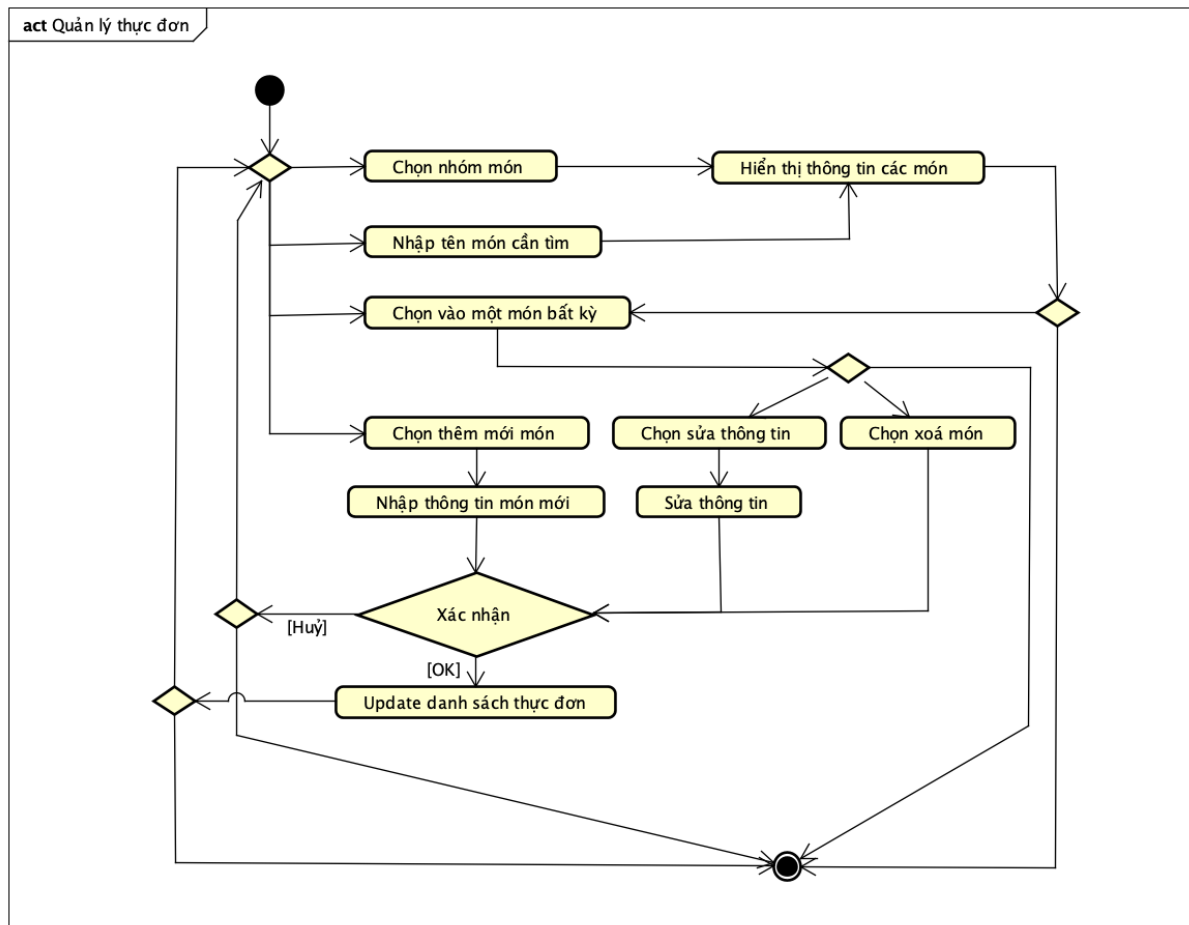 act Quản lý thực đơn
Chọn nhóm món
Hiển thị thông tin các món
Nhập tên món cần tìm
Chọn vào một món bất kỳ
Chọn thêm mới món
Chọn sửa thông tin
Chọn xoá món
Nhập thông tin món mới
Sửa thông tin
Xác nhận
[Huỷ]
[OK]
Update danh sách thực đơn